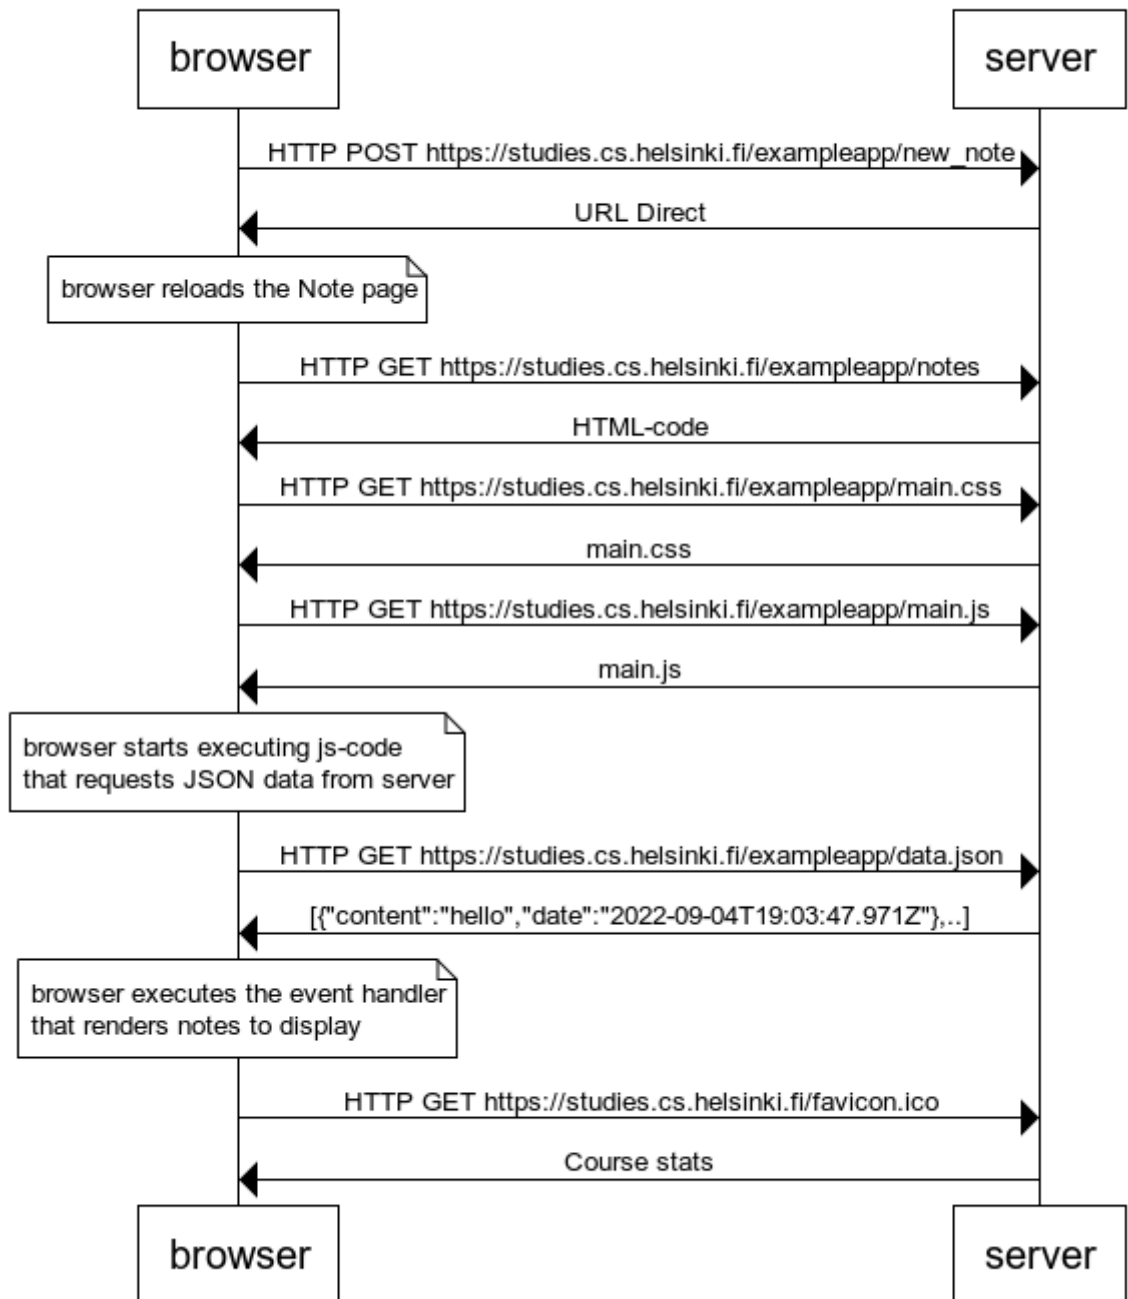 browser
server
HTTP POST https://studies.cs.helsinki.fi/exampleapp/new_note
URL Direct
browser reloads the Note page
HTTP GET https://studies.cs.helsinki.fi/exampleapp/notes
HTML-code
HTTP GET https://studies.cs.helsinki.fi/exampleapp/main.css
main.css
HTTP GET https://studies.cs.helsinki.fi/exampleapp/main.js
main.js
browser starts executing js-code
that requests JSON data from server
HTTP GET https://studies.cs.helsinki.fi/exampleapp/data.json
[{"content":"hello","date":"2022-09-04T19:03:47.971Z"},..]
browser executes the event handler
that renders notes to display
HTTP GET https://studies.cs.helsinki.fi/favicon.ico
Course stats
browser
server